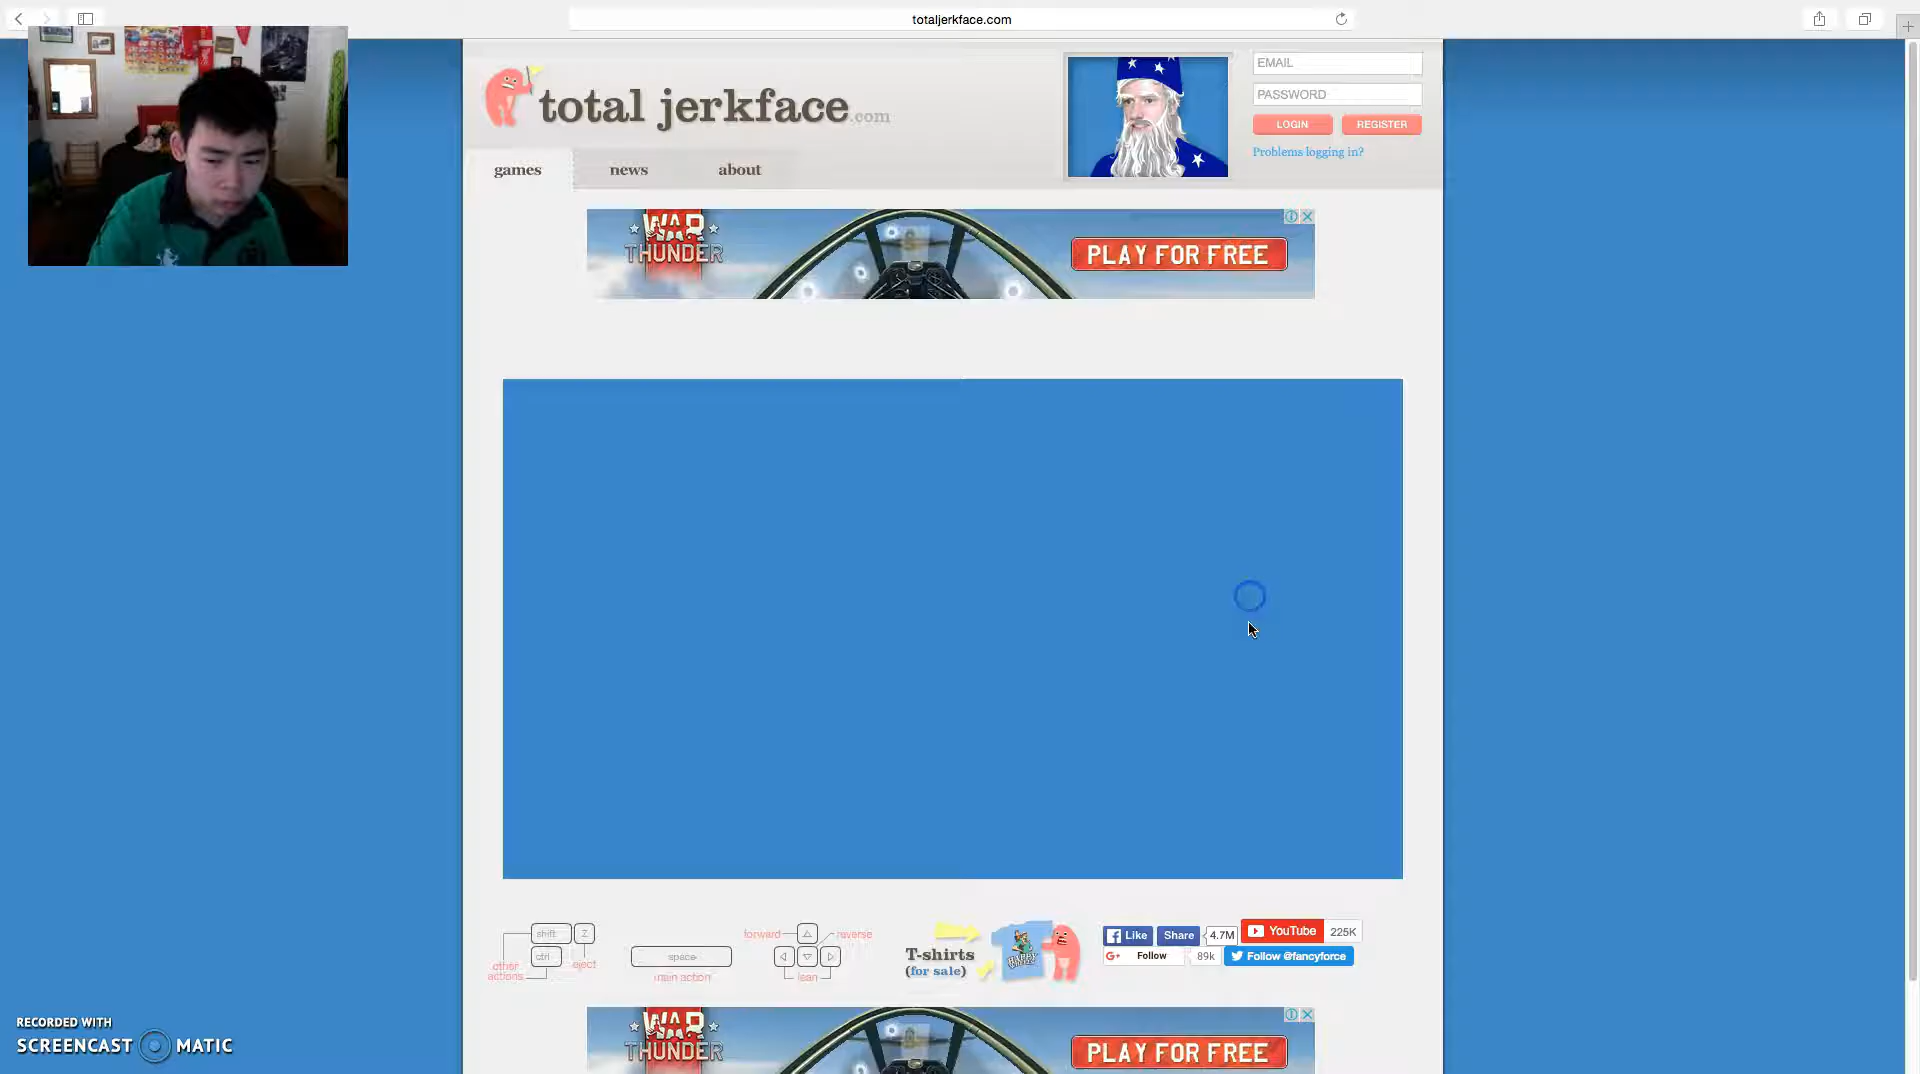 totaljerkface.com
total jerkface.com
EMAIL
PASSWORD
LOGIN
REGISTER
Problems logging in?
games
news
about
WAR
THUNDER
PLAY FOR FREE
shift
Z
ctrl
other
actions
eject
space
main action
forward
reverse
lean
T-shirts
(for sale)
HAPPY
WHEELS
Like
Share
4.7M
YouTube
225K
G+
Follow
89k
Follow @fancyforce
WAR
THUNDER
PLAY FOR FREE
RECORDED WITH
SCREENCAST MATIC